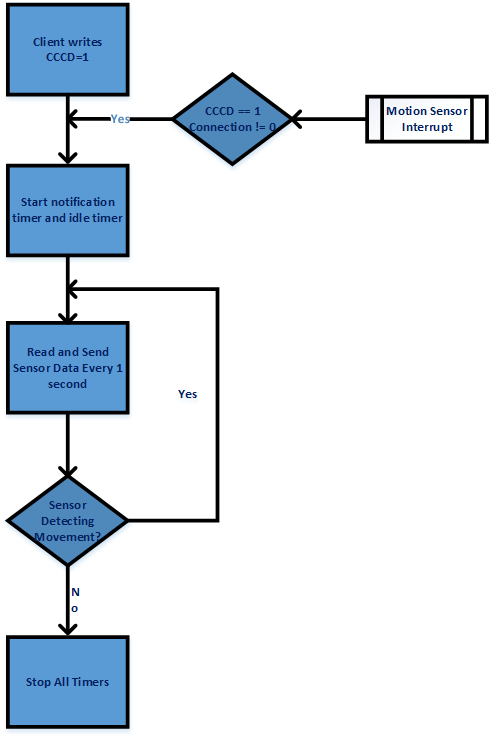 Client writes
CCCD=1
CCCD == 1
Connection != 0
Motion Sensor
Interrupt
Yes
Start notification
timer and idle timer
Read and Send
Sensor Data Every 1
second
Yes
Sensor
Detecting
Movement?
N
o
Stop All Timers